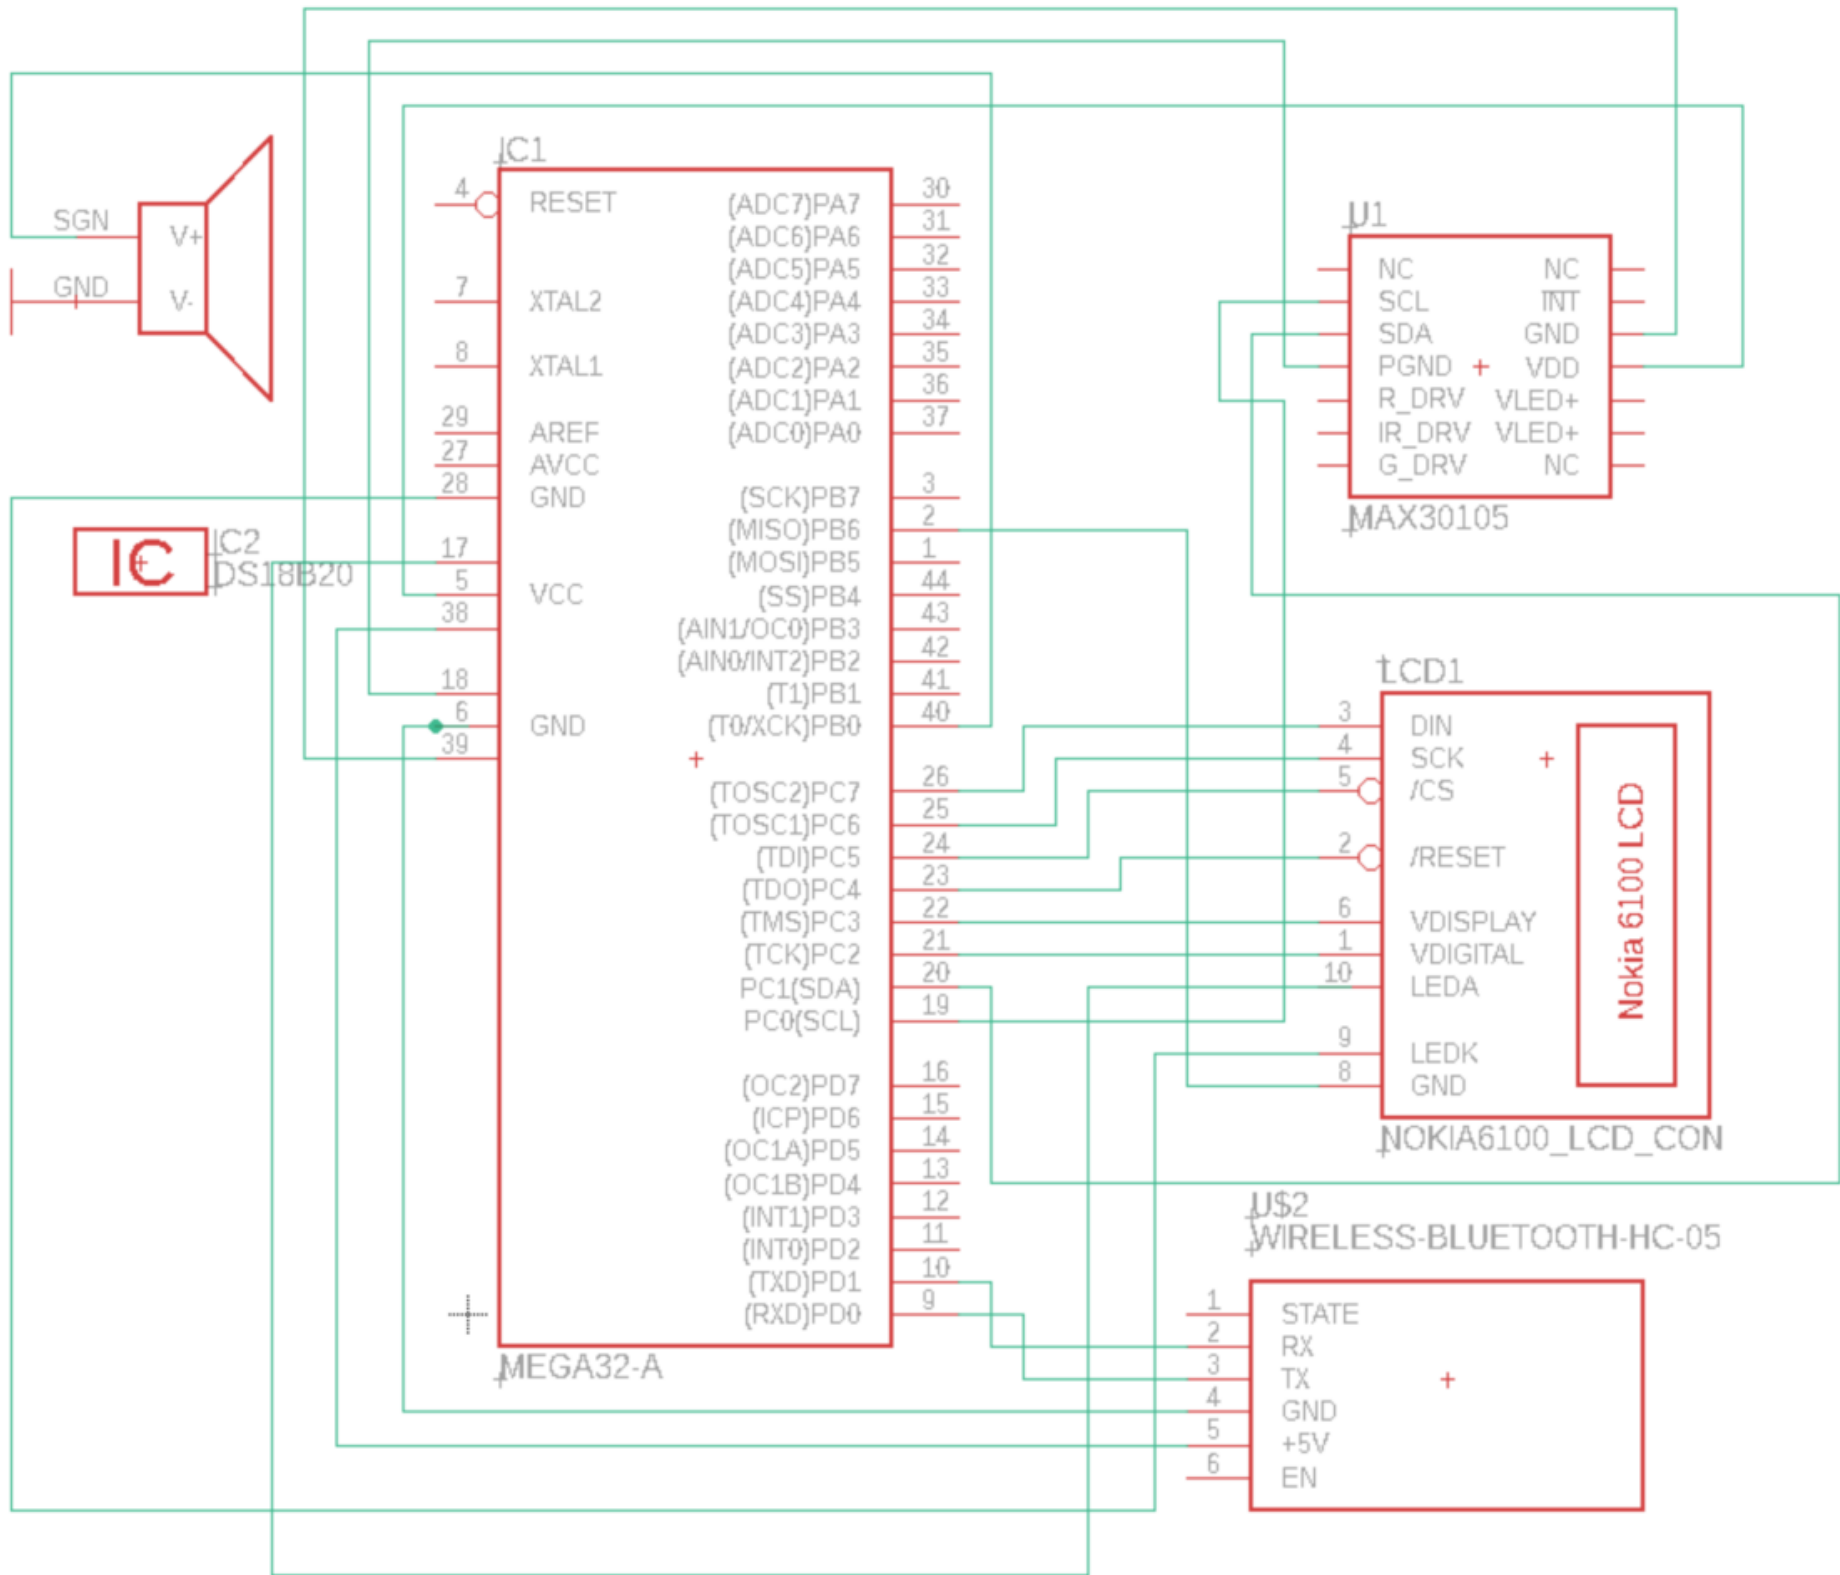 SGN
GND
V+
V-
IC
IC2
DS18B20
IC1
4
RESET
7
XTAL2
8
XTAL1
29
AREF
27
AVCC
28
GND
17
5
VCC
38
18
6
GND
39
(ADC7)PA7
30
(ADC6)PA6
31
(ADC5)PA5
32
(ADC4)PA4
33
(ADC3)PA3
34
(ADC2)PA2
35
(ADC1)PA1
36
(ADC0)PA0
37
(SCK)PB7
3
(MISO)PB6
2
(MOSI)PB5
1
(SS)PB4
44
(AIN1/OC0)PB3
43
(AIN0/INT2)PB2
42
(T1)PB1
41
(T0/XCK)PB0
40
(TOSC2)PC7
26
(TOSC1)PC6
25
(TDI)PC5
24
(TDO)PC4
23
(TMS)PC3
22
(TCK)PC2
21
PC1(SDA)
20
PC0(SCL)
19
(OC2)PD7
16
(ICP)PD6
15
(OC1A)PD5
14
(OC1B)PD4
13
(INT1)PD3
12
(INT0)PD2
11
(TXD)PD1
10
(RXD)PD0
9
MEGA32-A
U1
NC
SCL
SDA
PGND
R_DRV
IR_DRV
G_DRV
NC
INT
GND
VDD
VLED+
VLED+
NC
MAX30105
LCD1
3
DIN
4
SCK
5
/CS
2
/RESET
6
VDISPLAY
1
VDIGITAL
10
LEDA
9
LEDK
8
GND
Nokia 6100 LCD
NOKIA6100_LCD_CON
U$2
WIRELESS-BLUETOOTH-HC-05
1
STATE
2
RX
3
TX
4
GND
5
+5V
6
EN